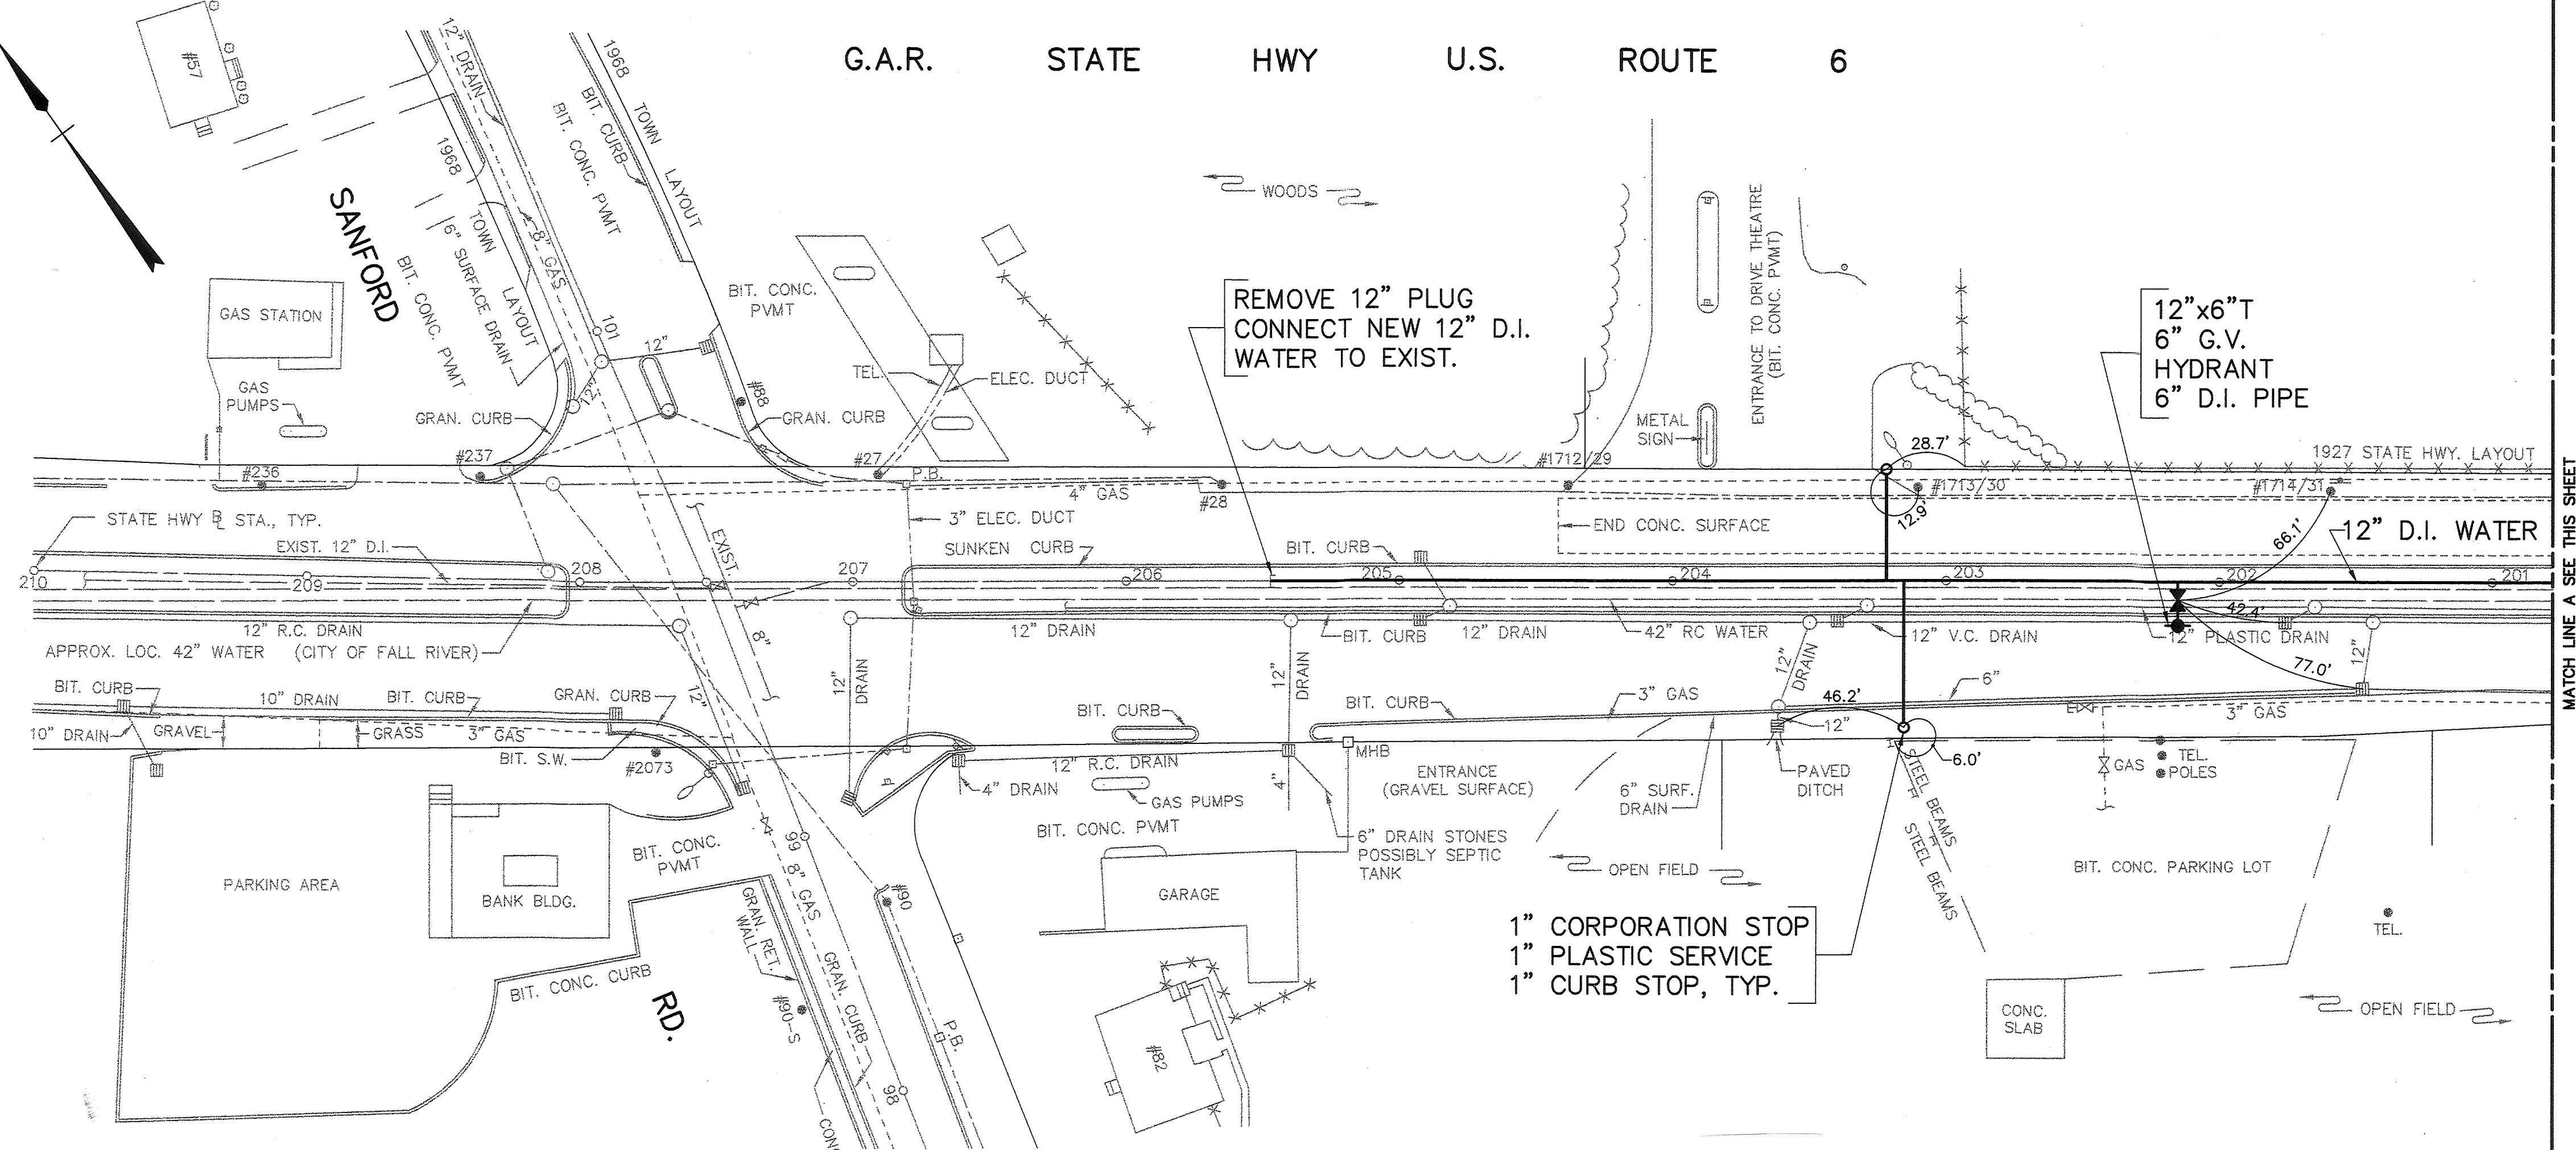 G.A.R. STATE HWY U.S. ROUTE 6
#57
12" DRAIN
1968
TOWN
LAYOUT
BIT. CURB
BIT. CONC. PVMT
1968
TOWN
LAYOUT
8" GAS
6" SURFACE DRAIN
BIT. CONC. PVMT
SANFORD
WOODS
ENTRANCE TO DRIVE THEATRE
(BIT. CONC. PVMT)
GAS STATION
GAS
PUMPS
101
12"
12"
BIT. CONC.
PVMT
#88
GRAN. CURB
GRAN. CURB
TEL.
ELEC. DUCT
REMOVE 12" PLUG
CONNECT NEW 12" D.I.
WATER TO EXIST.
12"x6"T
6" G.V.
HYDRANT
6" D.I. PIPE
METAL
SIGN
28.7'
1927 STATE HWY. LAYOUT
#236
#237
#27
P.B.
4" GAS
#28
#1712/29
#1713/30
12.9'
#1714/31
66.1'
STATE HWY BL STA., TYP.
EXIST. 12" D.I.
EXIST.
8"
3" ELEC. DUCT
SUNKEN CURB
BIT. CURB
END CONC. SURFACE
12" D.I. WATER
MATCH LINE A SEE THIS SHEET
210
209
208
207
206
205
204
203
202
201
12" R.C. DRAIN
APPROX. LOC. 42" WATER (CITY OF FALL RIVER)
12" DRAIN
BIT. CURB
12" DRAIN
42" RC WATER
12" V.C. DRAIN
42.4'
12" PLASTIC DRAIN
77.0'
12"
BIT. CURB
10" DRAIN
BIT. CURB
GRAN. CURB
12"
12"
DRAIN
12"
DRAIN
12"
DRAIN
BIT. CURB
BIT. CURB
3" GAS
46.2'
6"
3" GAS
10" DRAIN
GRAVEL
GRASS
3" GAS
BIT. S.W.
#2073
12" R.C. DRAIN
4" DRAIN
4"
GAS PUMPS
MHB
ENTRANCE
(GRAVEL SURFACE)
12"
PAVED
DITCH
6" SURF.
DRAIN
6.0'
STEEL BEAMS
STEEL BEAMS
GAS
TEL.
POLES
BIT. CONC. PVMT
6" DRAIN STONES
POSSIBLY SEPTIC
TANK
OPEN FIELD
BIT. CONC. PARKING LOT
PARKING AREA
BANK BLDG.
BIT. CONC.
PVMT
99
8" GAS
#90
GARAGE
GRAN. RET.
WALL
GRAN. CURB
BIT. CONC. CURB
RD.
#90-S
P.B.
98
#82
1" CORPORATION STOP
1" PLASTIC SERVICE
1" CURB STOP, TYP.
TEL.
CONC.
SLAB
OPEN FIELD